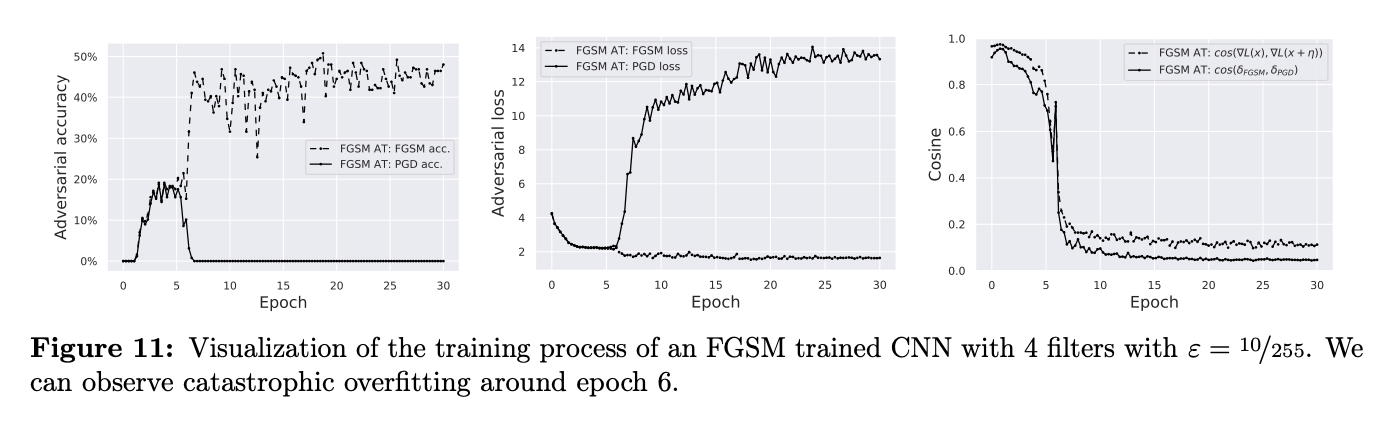 Adversarial accuracy
50%
40%
30%
20%
10%
0%
FGSM AT: FGSM acc.
FGSM AT: PGD acc.
0 5 10 15 20 25 30
Epoch
Adversarial loss
14
12
10
8
6
4
2
FGSM AT: FGSM loss
FGSM AT: PGD loss
0 5 10 15 20 25 30
Epoch
Cosine
1.0
0.8
0.6
0.4
0.2
0.0
FGSM AT: cos(∇L(x), ∇L(x + η))
FGSM AT: cos(δ_FGSM, δ_PGD)
0 5 10 15 20 25 30
Epoch
Figure 11: Visualization of the training process of an FGSM trained CNN with 4 filters with ε = 10/255. We
can observe catastrophic overfitting around epoch 6.